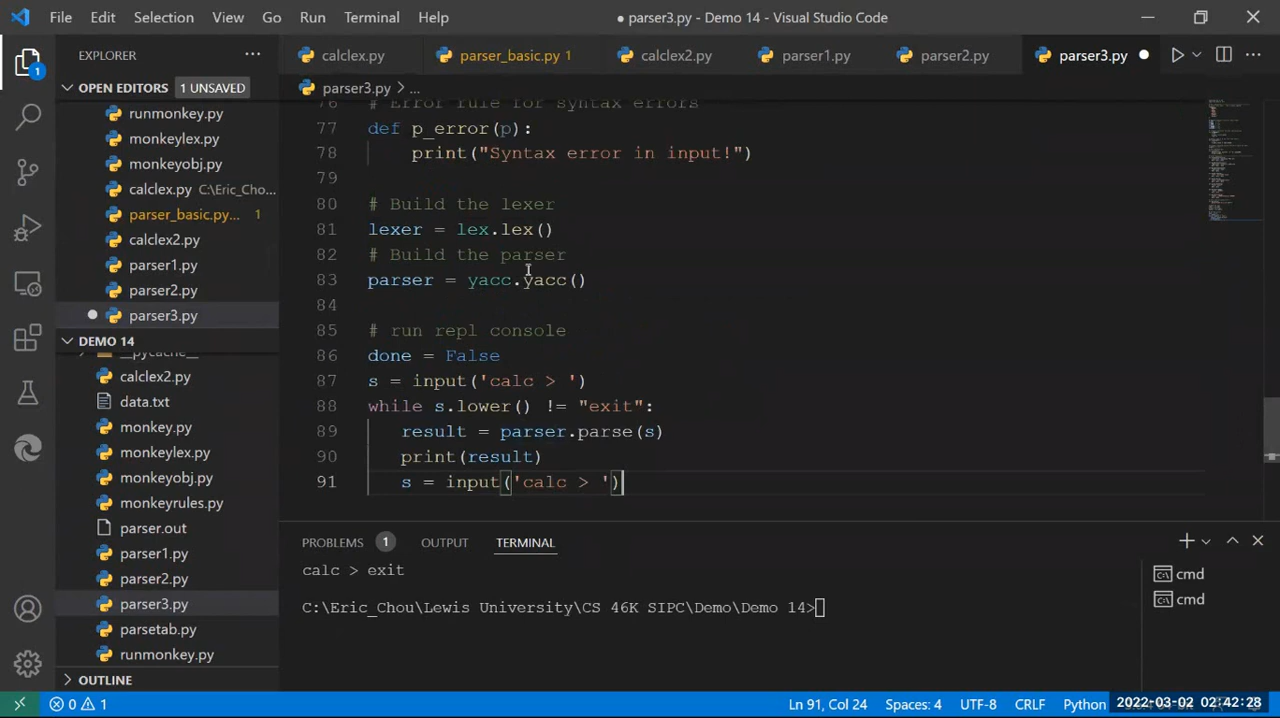 File Edit Selection View Go Run Terminal Help ● parser3.py - Demo 14 - Visual Studio Code
EXPLORER
calclex.py parser_basic.py 1 calclex2.py parser1.py parser2.py parser3.py
OPEN EDITORS 1 UNSAVED
parser3.py > ...
runmonkey.py
monkeylex.py
monkeyobj.py
calclex.py C:\Eric_Cho...
parser_basic.py... 1
calclex2.py
parser1.py
parser2.py
parser3.py
DEMO 14
__pycache__
calclex2.py
data.txt
monkey.py
monkeylex.py
monkeyobj.py
monkeyrules.py
parser.out
parser1.py
parser2.py
parser3.py
parsetab.py
runmonkey.py
OUTLINE
1
76 # Error rule for syntax errors
77 def p_error(p):
78 print("Syntax error in input!")
79
80 # Build the lexer
81 lexer = lex.lex()
82 # Build the parser
83 parser = yacc.yacc()
84
85 # run repl console
86 done = False
87 s = input('calc > ')
88 while s.lower() != "exit":
89 result = parser.parse(s)
90 print(result)
91 s = input('calc > ')
PROBLEMS 1 OUTPUT TERMINAL
calc > exit
C:\Eric_Chou\Lewis University\CS 46K SIPC\Demo\Demo 14>
cmd
cmd
0 1 Ln 91, Col 24 Spaces: 4 UTF-8 CRLF Python 2022-03-02 02:42:28